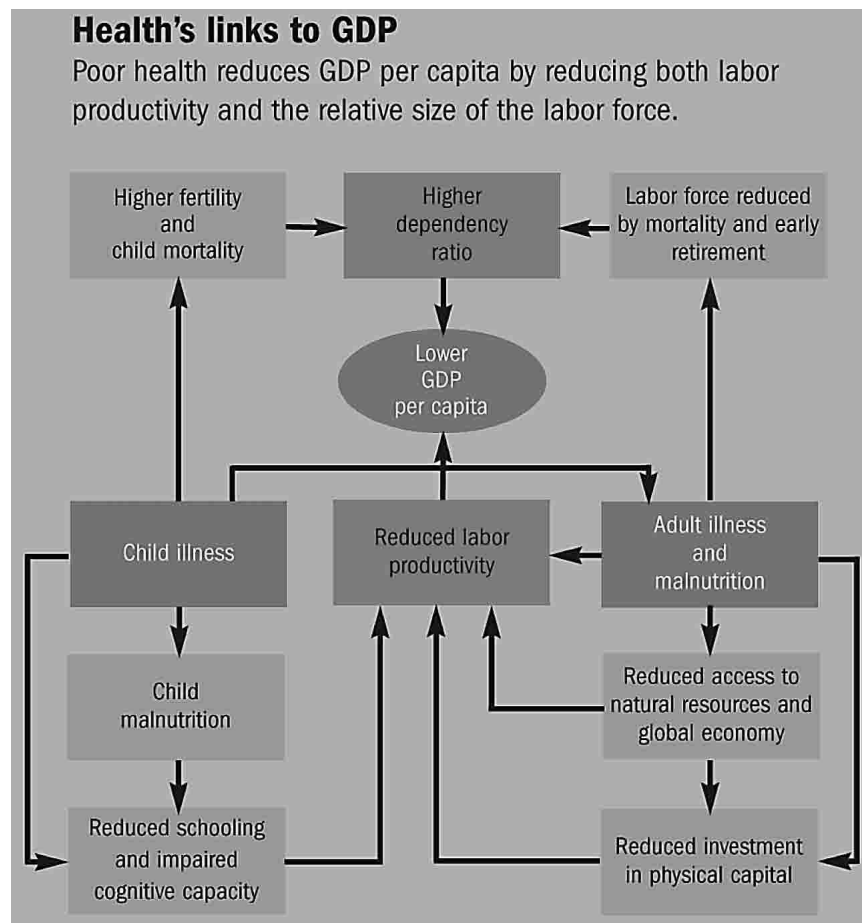 Health's links to GDP
Poor health reduces GDP per capita by reducing both labor
productivity and the relative size of the labor force.
Higher fertility
and
child mortality
Higher
dependency
ratio
Labor force reduced
by mortality and early
retirement
Lower
GDP
per capita
Child illness
Reduced labor
productivity
Adult illness
and
malnutrition
Child
malnutrition
Reduced access to
natural resources and
global economy
Reduced schooling
and impaired
cognitive capacity
Reduced investment
in physical capital